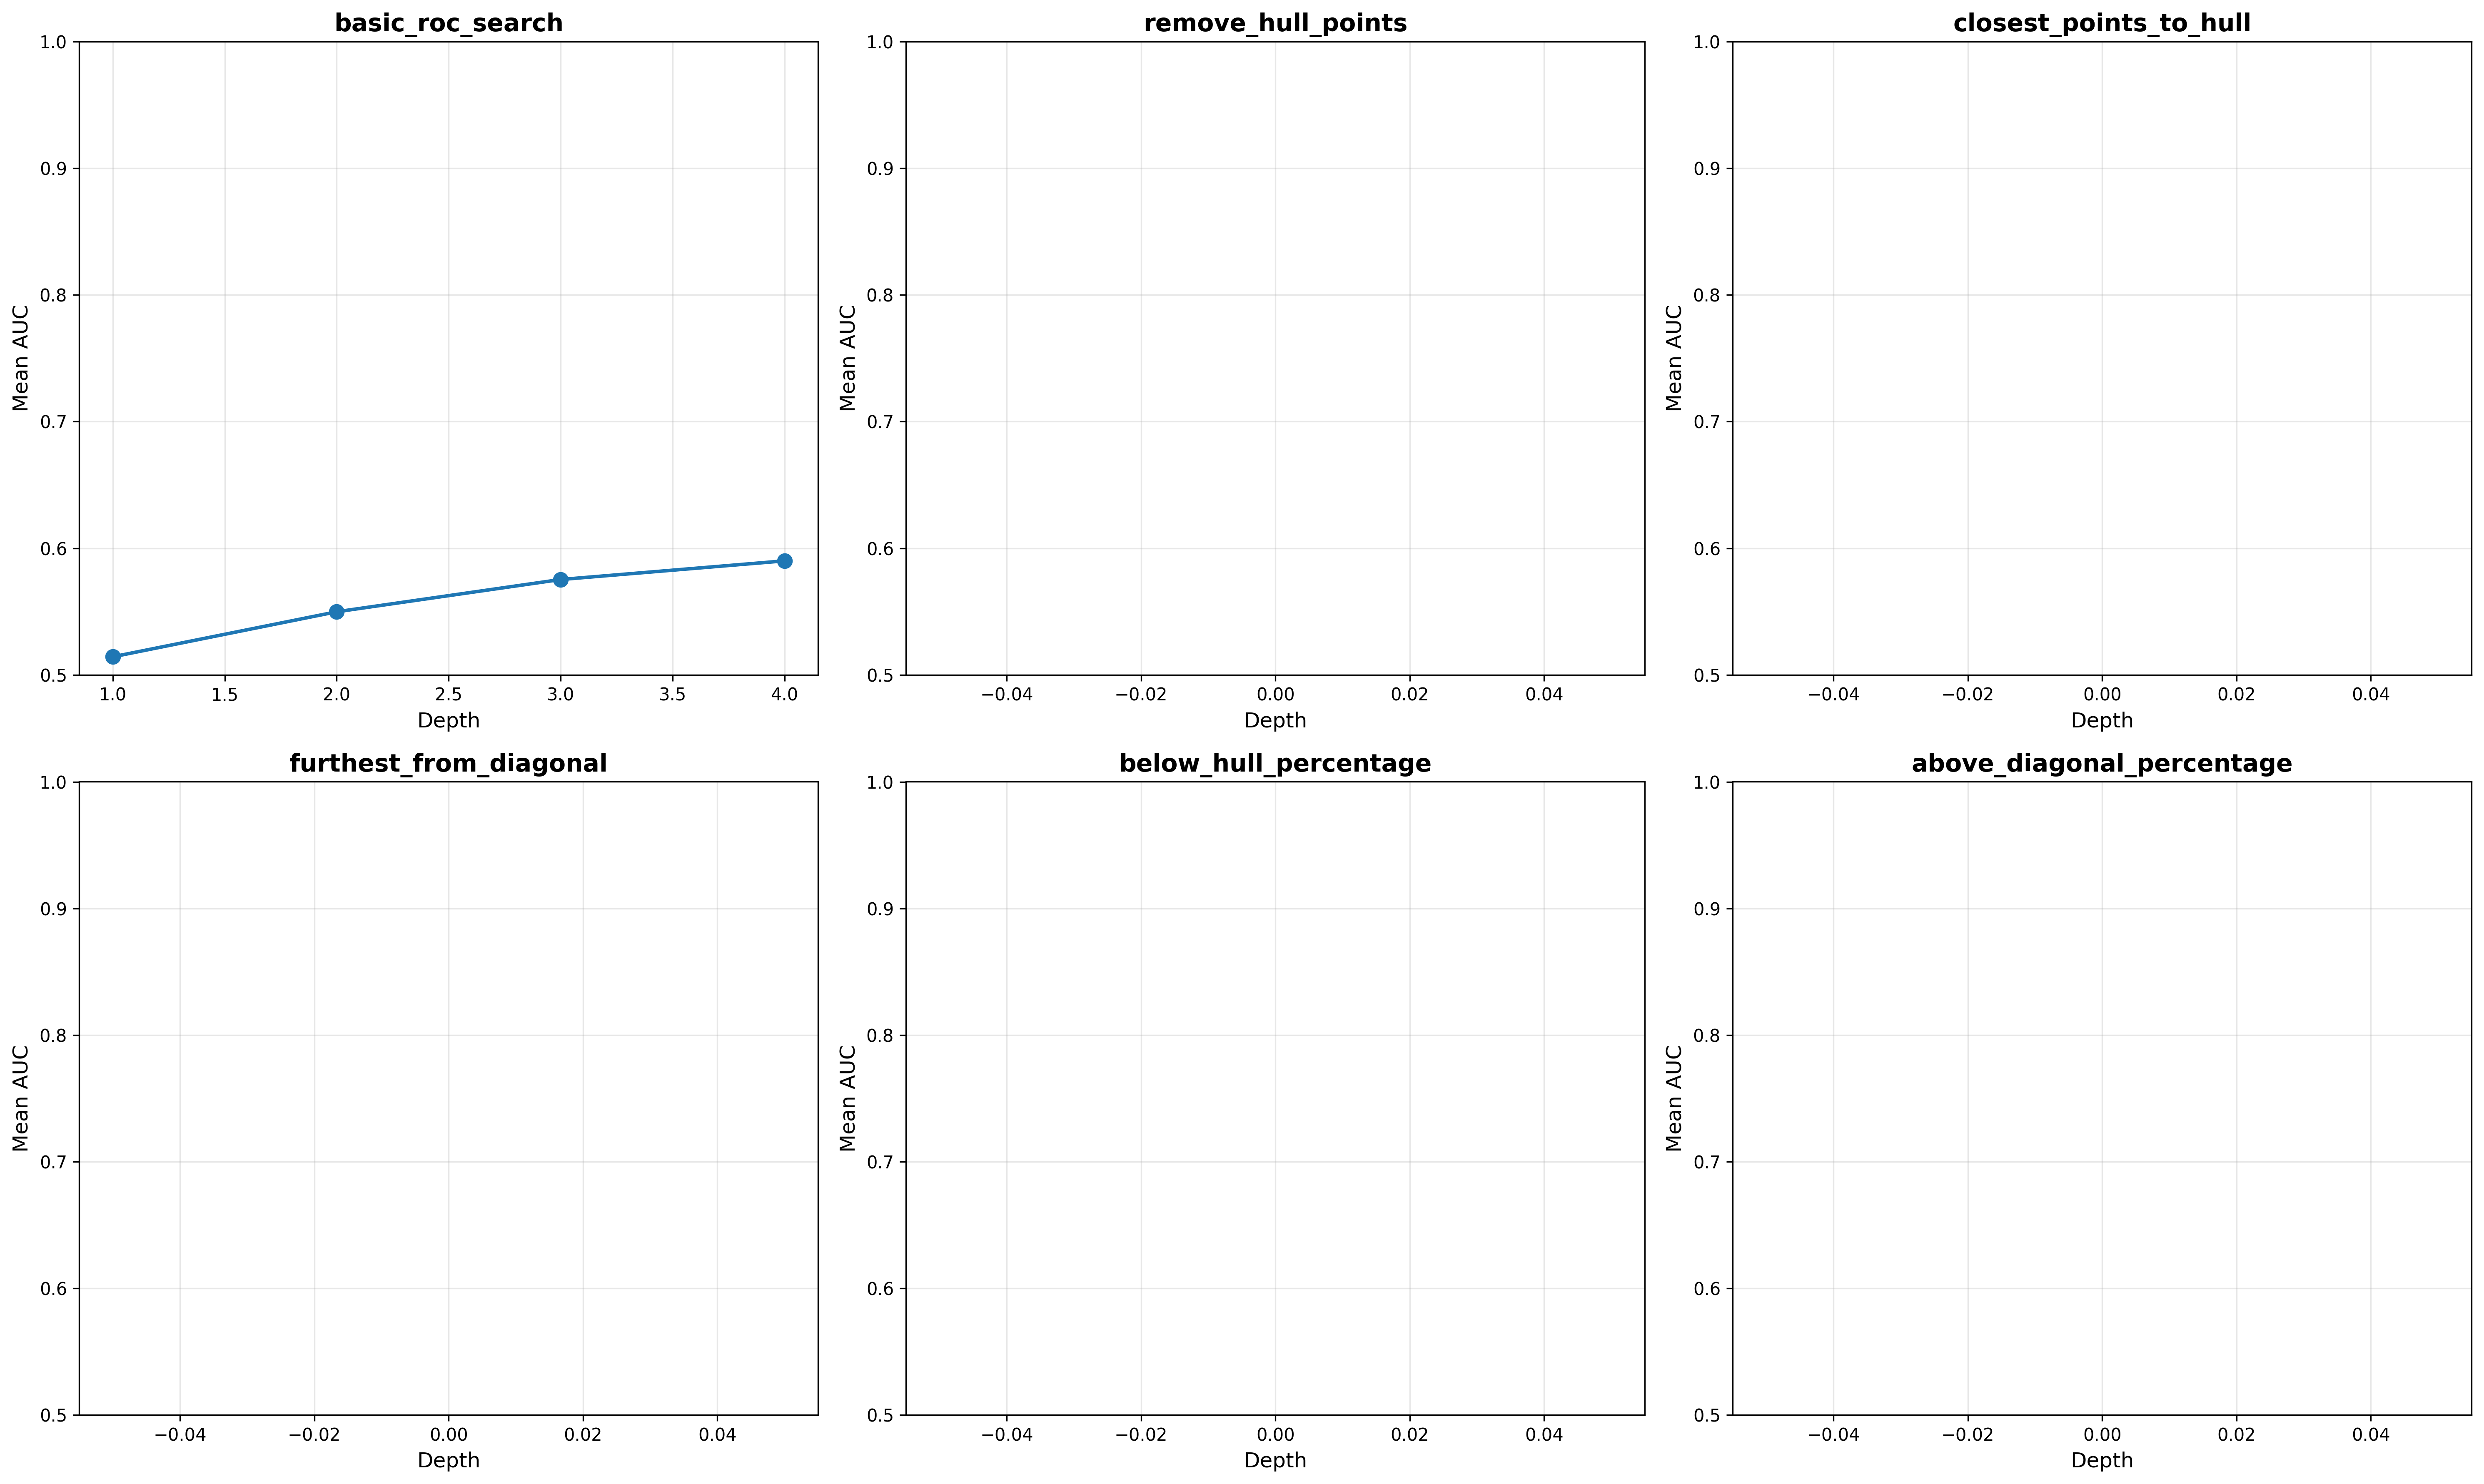 basic_roc_search
1.0
0.9
0.8
0.7
0.6
0.5
Mean AUC
1.0 1.5 2.0 2.5 3.0 3.5 4.0
Depth
remove_hull_points
1.0
0.9
0.8
0.7
0.6
0.5
Mean AUC
−0.04 −0.02 0.00 0.02 0.04
Depth
closest_points_to_hull
1.0
0.9
0.8
0.7
0.6
0.5
Mean AUC
−0.04 −0.02 0.00 0.02 0.04
Depth
furthest_from_diagonal
1.0
0.9
0.8
0.7
0.6
0.5
Mean AUC
−0.04 −0.02 0.00 0.02 0.04
Depth
below_hull_percentage
1.0
0.9
0.8
0.7
0.6
0.5
Mean AUC
−0.04 −0.02 0.00 0.02 0.04
Depth
above_diagonal_percentage
1.0
0.9
0.8
0.7
0.6
0.5
Mean AUC
−0.04 −0.02 0.00 0.02 0.04
Depth